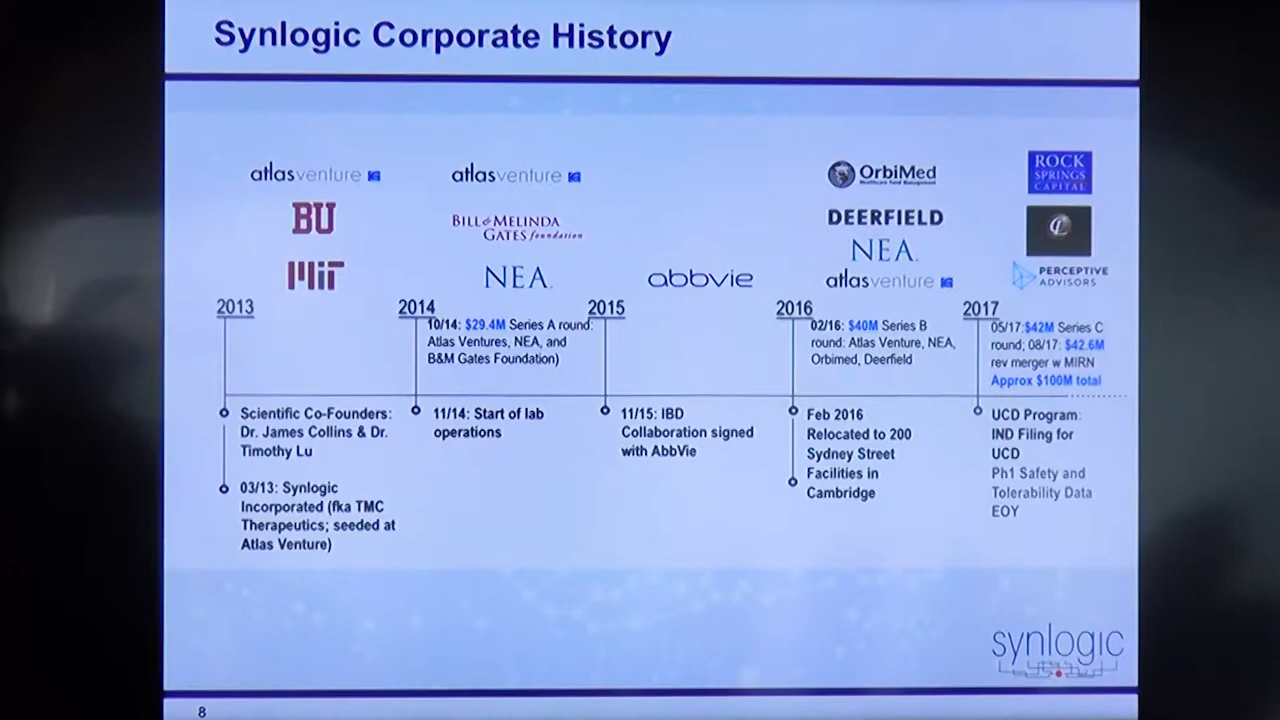 Synlogic Corporate History
atlasventure
BU
MIT
atlasventure
BILL & MELINDA
GATES foundation
NEA.
abbvie
OrbiMed
Healthcare Fund Management
DEERFIELD
NEA.
atlasventure
ROCK
SPRINGS
CAPITAL
PERCEPTIVE
ADVISORS
2013
2014
2015
2016
2017
10/14: $29.4M Series A round:
Atlas Ventures, NEA, and
B&M Gates Foundation)
02/16: $40M Series B
round: Atlas Venture, NEA,
Orbimed, Deerfield
05/17:$42M Series C
round; 08/17: $42.6M
rev merger w MIRN
Approx $100M total
Scientific Co-Founders:
Dr. James Collins & Dr.
Timothy Lu
03/13: Synlogic
Incorporated (fka TMC
Therapeutics; seeded at
Atlas Venture)
11/14: Start of lab
operations
11/15: IBD
Collaboration signed
with AbbVie
Feb 2016
Relocated to 200
Sydney Street
Facilities in
Cambridge
UCD Program:
IND Filing for
UCD
Ph1 Safety and
Tolerability Data
EOY
synlogic
8